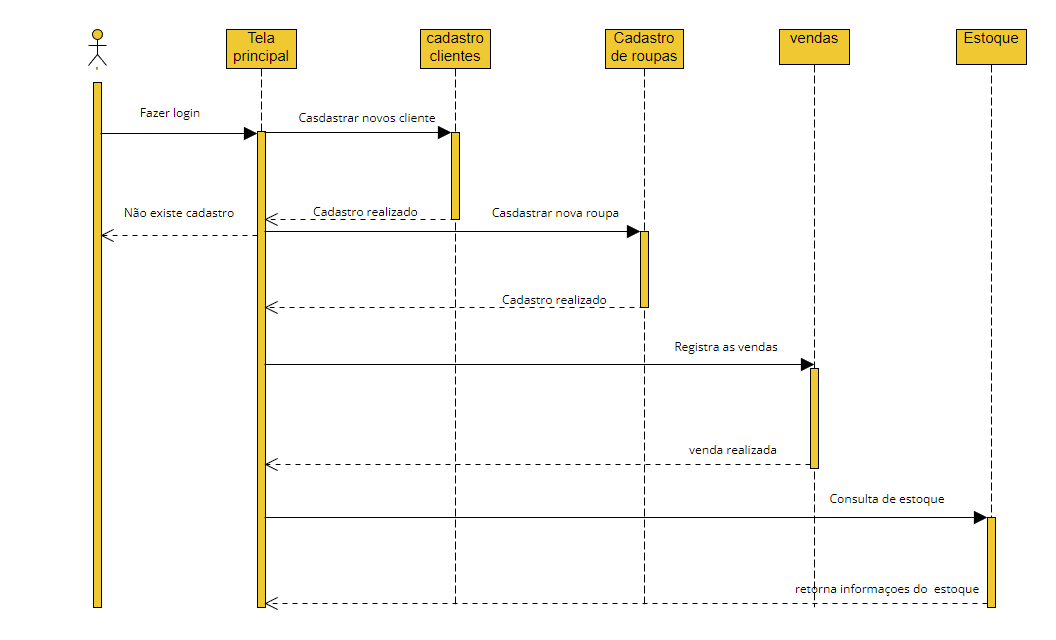 Tela
principal
cadastro
clientes
Cadastro
de roupas
vendas
Estoque
Fazer login
Casdastrar novos cliente
Não existe cadastro
Cadastro realizado
Casdastrar nova roupa
Cadastro realizado
Registra as vendas
venda realizada
Consulta de estoque
retorna informaçoes do estoque